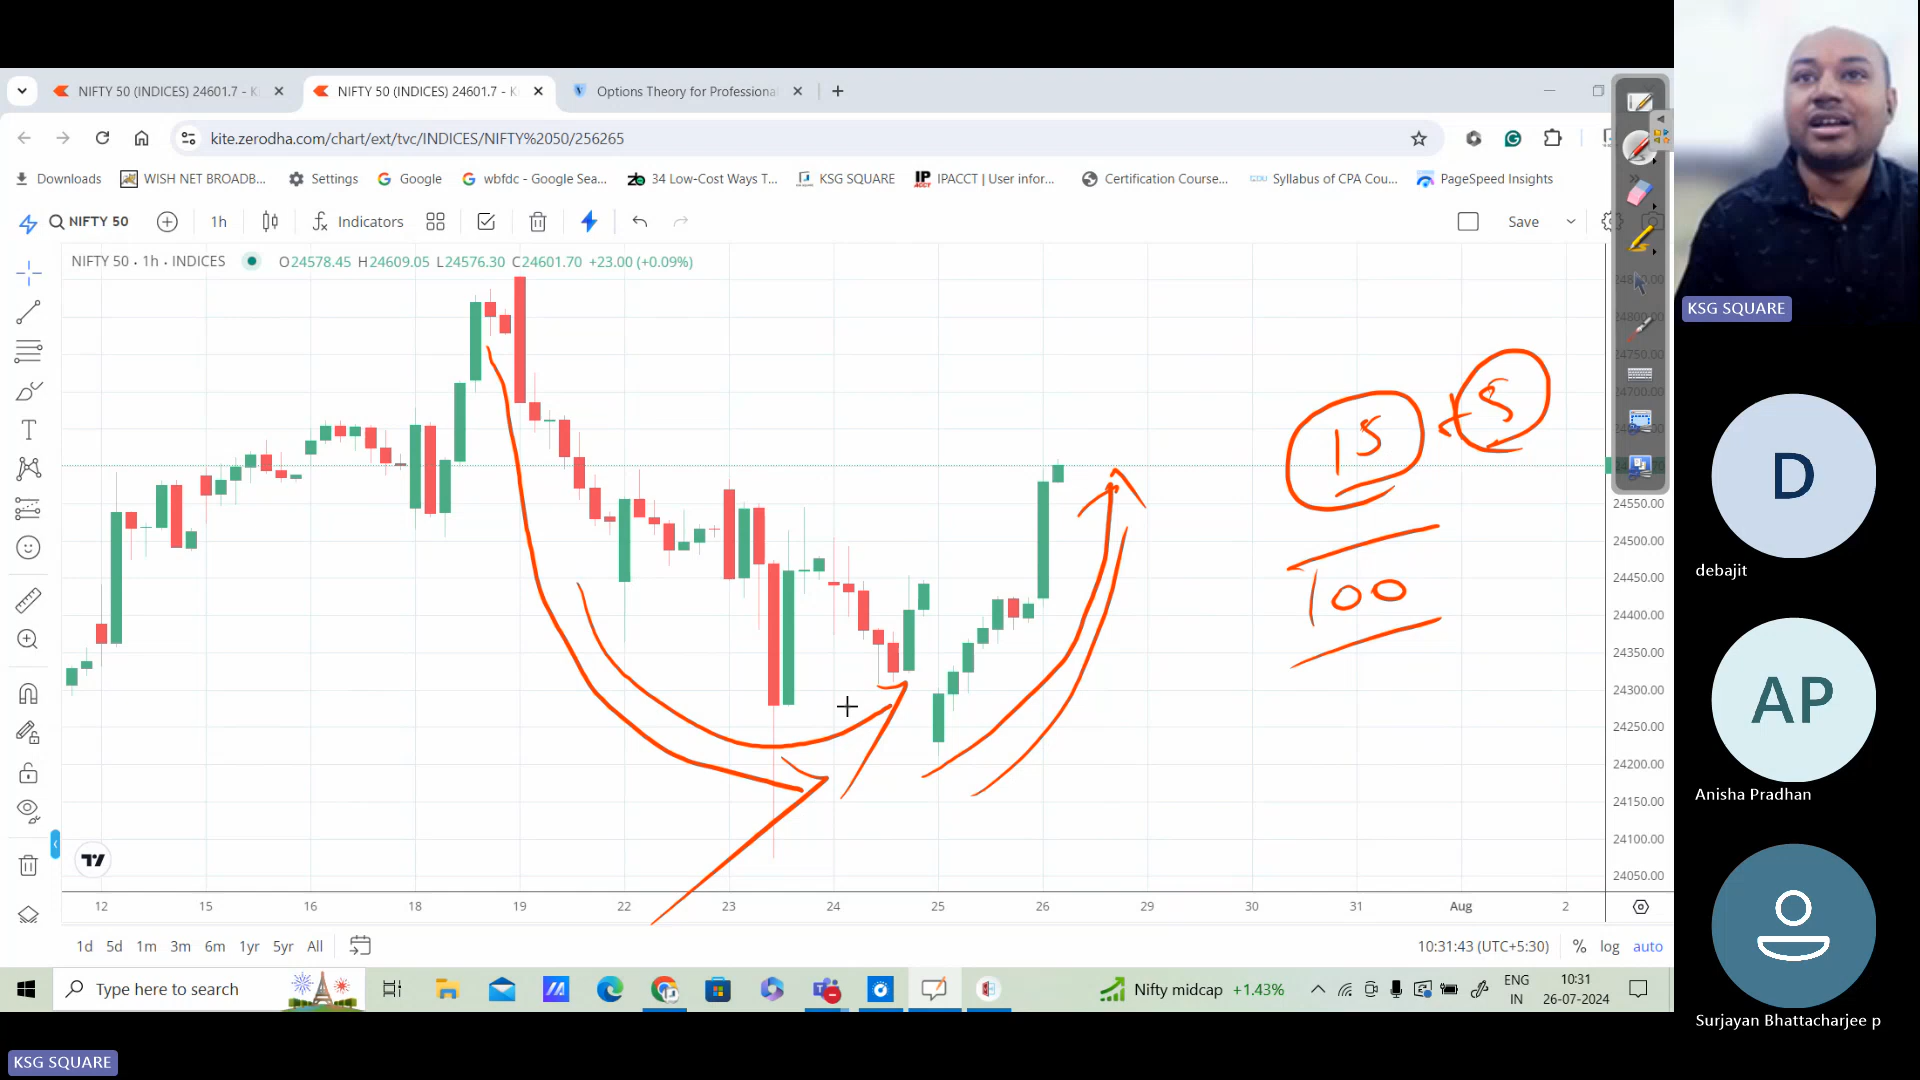 NIFTY 50 (INDICES) 24601.7 - K
NIFTY 50 (INDICES) 24601.7 - K
Options Theory for Professiona
kite.zerodha.com/chart/ext/tvc/INDICES/NIFTY%2050/256265
Downloads
WISH NET BROADB...
Settings
Google
wbfdc - Google Sea...
34 Low-Cost Ways T...
KSG SQUARE
IPACCT | User infor...
Certification Course...
Syllabus of CPA Cou...
PageSpeed Insights
NIFTY 50
1h
Indicators
Save
NIFTY 50 · 1h · INDICES
O24578.45 H24609.05 L24576.30 C24601.70 +23.00 (+0.09%)
KSG SQUARE
24800.00
24750.00
24700.00
24550.00
24500.00
24450.00
24400.00
24350.00
24300.00
24250.00
24200.00
24150.00
24100.00
24050.00
15 + 5
100
12 15 16 18 19 22 23 24 25 26 29 30 31 Aug 2
1d 5d 1m 3m 6m 1yr 5yr All
10:31:43 (UTC+5:30) % log auto
Type here to search
Nifty midcap +1.43%
ENG
IN
10:31
26-07-2024
D
debajit
AP
Anisha Pradhan
Surjayan Bhattacharjee p
KSG SQUARE